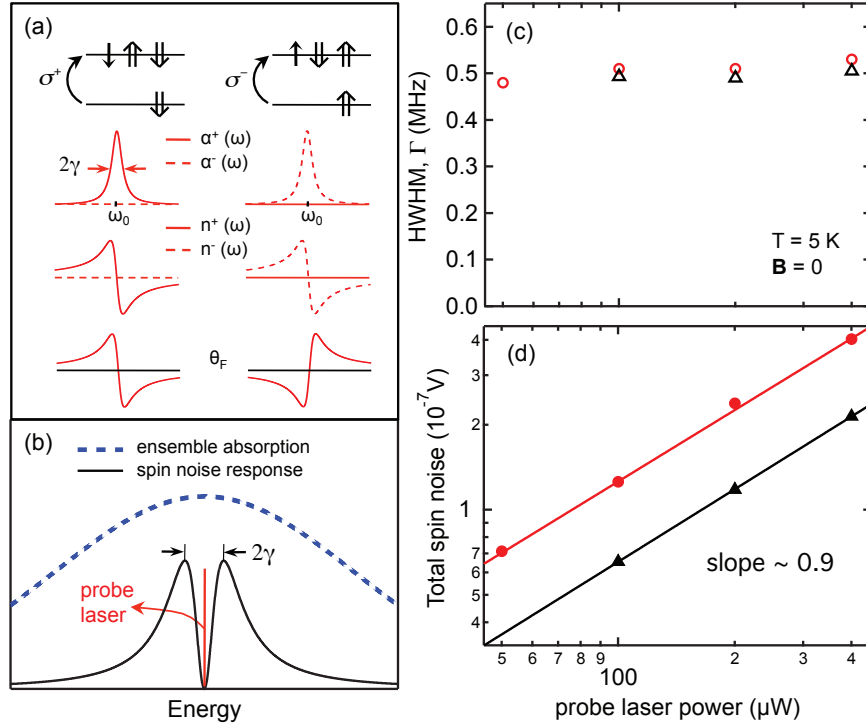 (a)
σ⁺
σ⁻
α⁺ (ω)
α⁻ (ω)
2γ
ω₀
ω₀
n⁺ (ω)
n⁻ (ω)
θ_F
(b)
ensemble absorption
spin noise response
2γ
probe
laser
Energy
(c)
HWHM, Γ (MHz)
0.6
0.5
0.4
0.3
0.2
0.1
0.0
T = 5 K
B = 0
(d)
Total spin noise (10⁻⁷V)
4
3
2
1
9
8
7
6
5
4
slope ~ 0.9
5 6 7 8 9 100 2 3 4
probe laser power (μW)